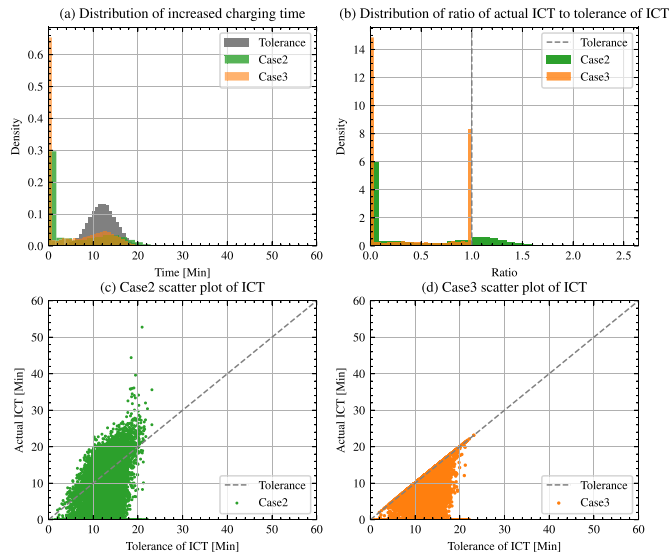 (a) Distribution of increased charging time
0.6
0.5
0.4
0.3
0.2
0.1
0.0
Density
Tolerance
Case2
Case3
0 10 20 30 40 50 60
Time [Min]
(b) Distribution of ratio of actual ICT to tolerance of ICT
14
12
10
8
6
4
2
0
Density
Tolerance
Case2
Case3
0.0 0.5 1.0 1.5 2.0 2.5
Ratio
(c) Case2 scatter plot of ICT
60
50
40
30
20
10
0
Actual ICT [Min]
Tolerance
Case2
0 10 20 30 40 50 60
Tolerance of ICT [Min]
(d) Case3 scatter plot of ICT
60
50
40
30
20
10
0
Actual ICT [Min]
Tolerance
Case3
0 10 20 30 40 50 60
Tolerance of ICT [Min]